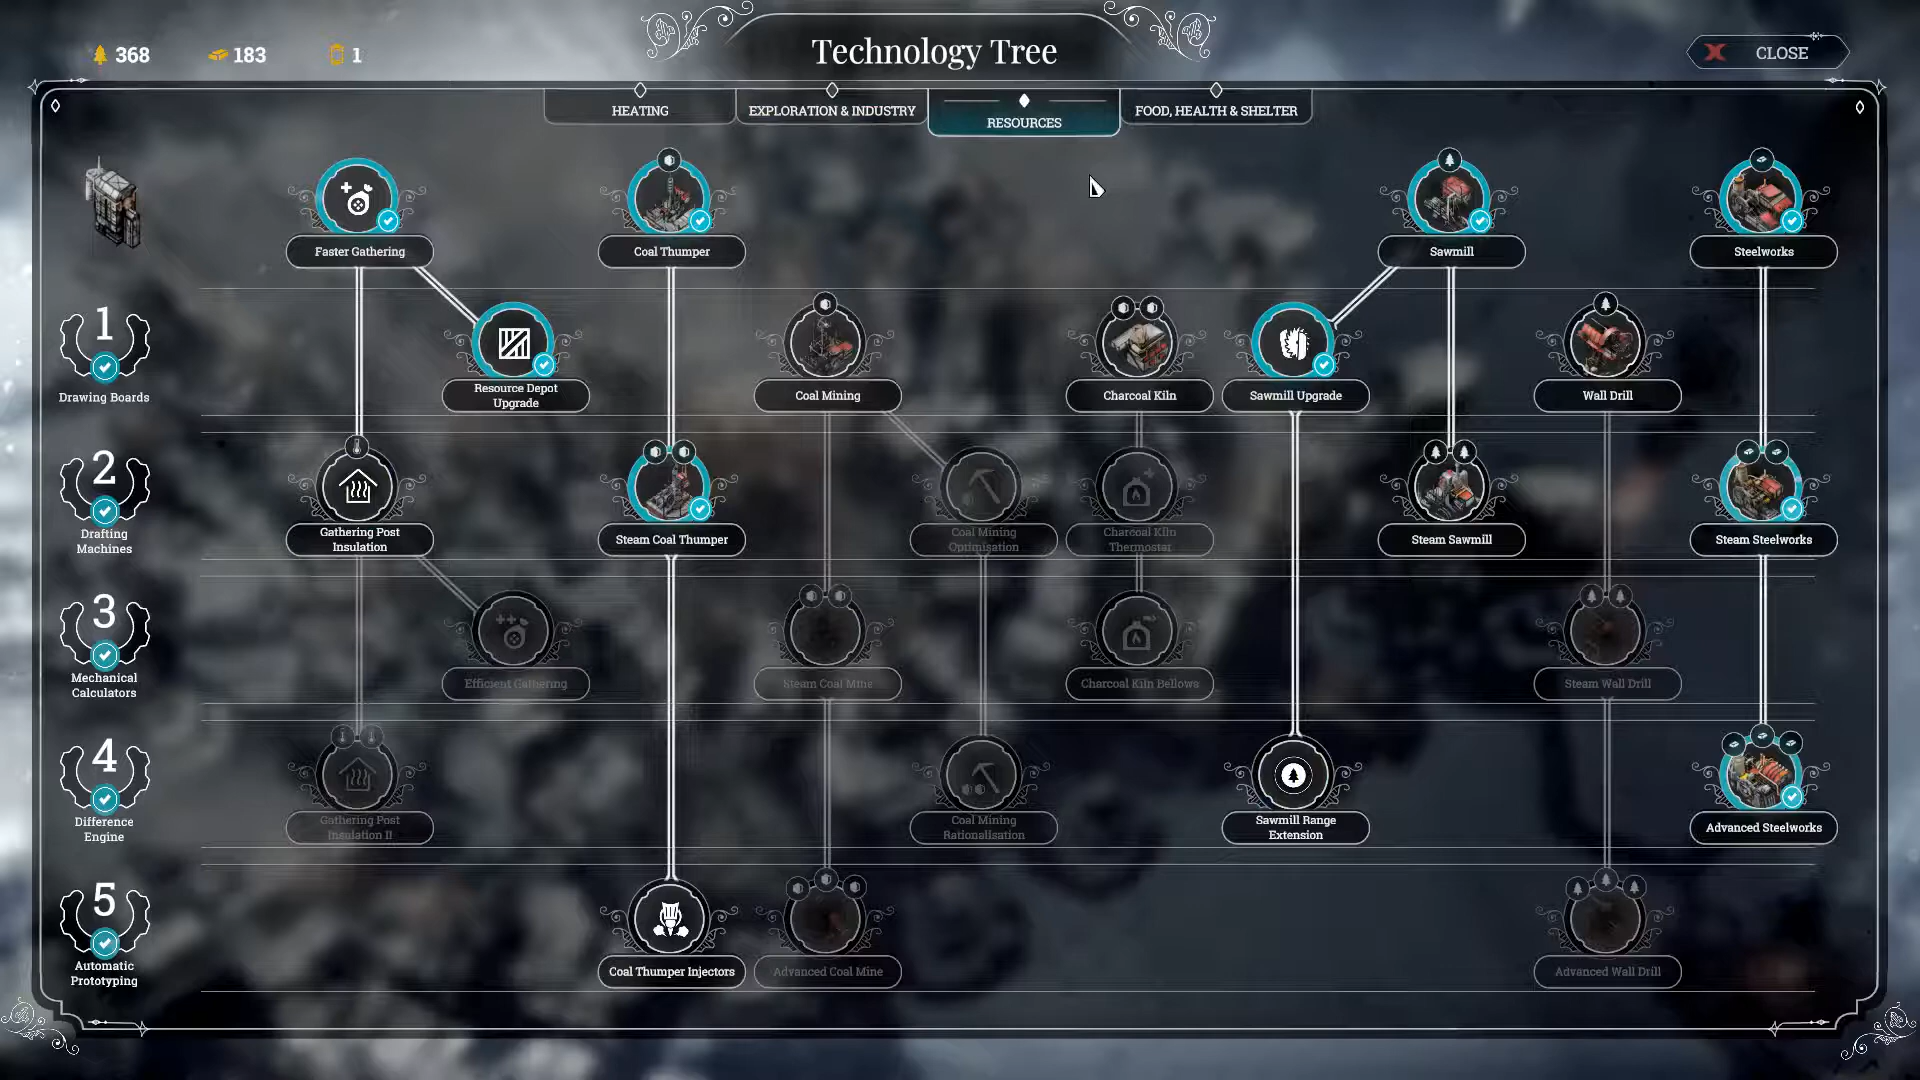 368 183 1
Technology Tree
CLOSE
HEATING EXPLORATION & INDUSTRY RESOURCES FOOD, HEALTH & SHELTER
Faster Gathering Coal Thumper Sawmill Steelworks
1
Drawing Boards
Resource Depot
Upgrade
Coal Mining Charcoal Kiln Sawmill Upgrade Wall Drill
2
Drafting
Machines
Gathering Post
Insulation
Steam Coal Thumper
Coal Mining
Optimisation
Charcoal Kiln
Thermostat
Steam Sawmill Steam Steelworks
3
Mechanical
Calculators
Efficient Gathering Steam Coal Mine Charcoal Kiln Bellows Steam Wall Drill
4
Difference
Engine
Gathering Post
Insulation II
Coal Mining
Rationalisation
Sawmill Range
Extension
Advanced Steelworks
5
Automatic
Prototyping
Coal Thumper Injectors Advanced Coal Mine Advanced Wall Drill